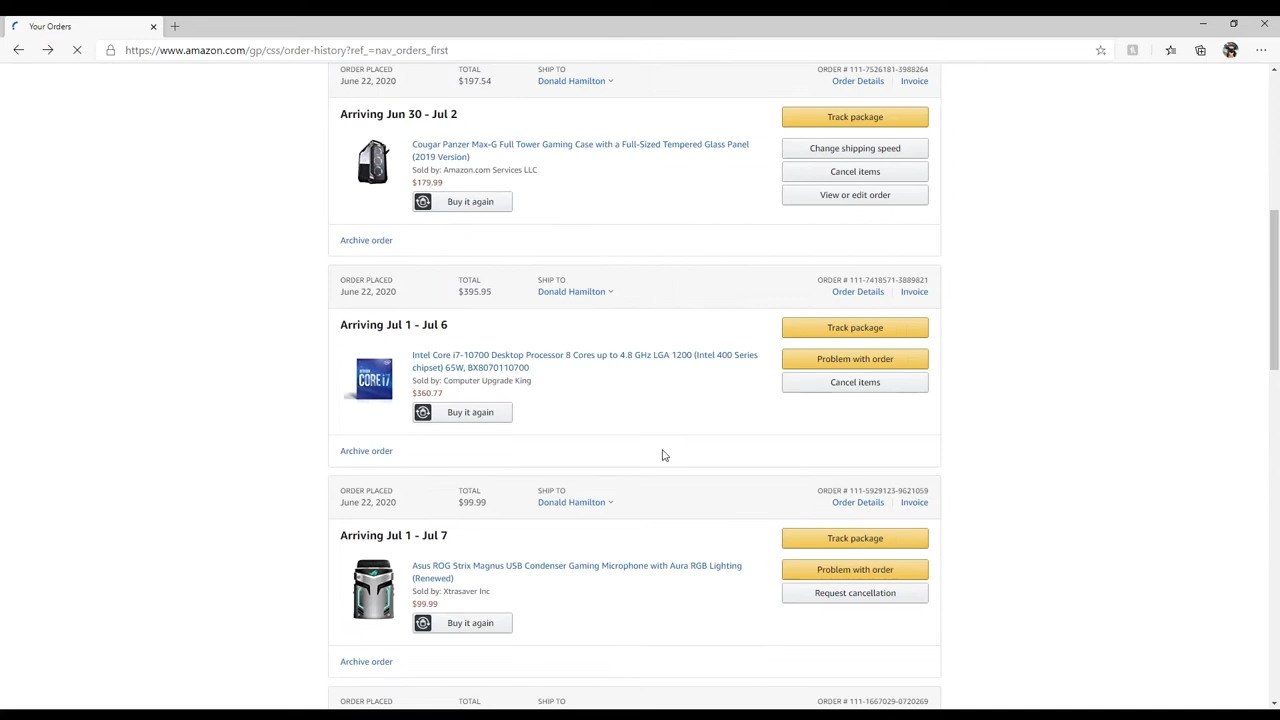 Your Orders
https://www.amazon.com/gp/css/order-history?ref_=nav_orders_first
ORDER PLACED TOTAL SHIP TO ORDER # 111-7526181-3988264
June 22, 2020 $197.54 Donald Hamilton Order Details Invoice
Arriving Jun 30 - Jul 2
Track package
Cougar Panzer Max-G Full Tower Gaming Case with a Full-Sized Tempered Glass Panel
(2019 Version)
Sold by: Amazon.com Services LLC
$179.99
Buy it again
Change shipping speed
Cancel items
View or edit order
Archive order
ORDER PLACED TOTAL SHIP TO ORDER # 111-7418571-3889821
June 22, 2020 $395.95 Donald Hamilton Order Details Invoice
Arriving Jul 1 - Jul 6
Track package
intel CORE i7
Intel Core i7-10700 Desktop Processor 8 Cores up to 4.8 GHz LGA 1200 (Intel 400 Series
chipset) 65W, BX8070110700
Sold by: Computer Upgrade King
$360.77
Buy it again
Problem with order
Cancel items
Archive order
ORDER PLACED TOTAL SHIP TO ORDER # 111-5929123-9621059
June 22, 2020 $99.99 Donald Hamilton Order Details Invoice
Arriving Jul 1 - Jul 7
Track package
Asus ROG Strix Magnus USB Condenser Gaming Microphone with Aura RGB Lighting
(Renewed)
Sold by: Xtrasaver Inc
$99.99
Buy it again
Problem with order
Request cancellation
Archive order
ORDER PLACED TOTAL SHIP TO ORDER # 111-1667029-0720269